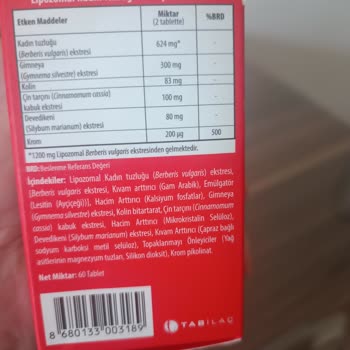 Etken Maddeler Miktar (2 tablette) %BRD
Kadın tuzluğu (Berberis vulgaris) ekstresi 624 mg* -
Gimneya (Gymnema silvestre) ekstresi 300 mg -
Kolin 83 mg -
Çin tarçını (Cinnamomum cassia) kabuk ekstresi 100 mg -
Devedikeni (Silybum marianum) ekstresi 80 mg -
Krom 200 µg 500
*1200 mg Lipozomal Berberis vulgaris ekstresinden gelmektedir.
BRD:Beslenme Referans Değeri
İçindekiler: Lipozomal Kadın tuzluğu (Berberis vulgaris) ekstresi,
[Berberis vulgaris) ekstresi, Kıvam arttırıcı (Gam Arabik), Emülgatör
(Lesitin (Ayçiçeği))], Hacim Arttırıcı (Kalsiyum fosfatlar), Gimneya
(Gymnema silvestre) ekstresi, Kolin bitartarat, Çin tarçını (Cinnamomum
cassia) kabuk ekstresi, Hacim Arttırıcı (Mikrokristalin Selüloz),
Devedikeni (Silybum marianum) ekstresi, Kıvam Arttırıcı (Çapraz bağlı
sodyum karboksi metil selüloz), Topaklanmayı Önleyiciler (Yağ
asitlerinin magnezyum tuzları, Silikon dioksit), Krom pikolinat.
Net Miktar: 60 Tablet
8 680133 003189
TABİLAÇ